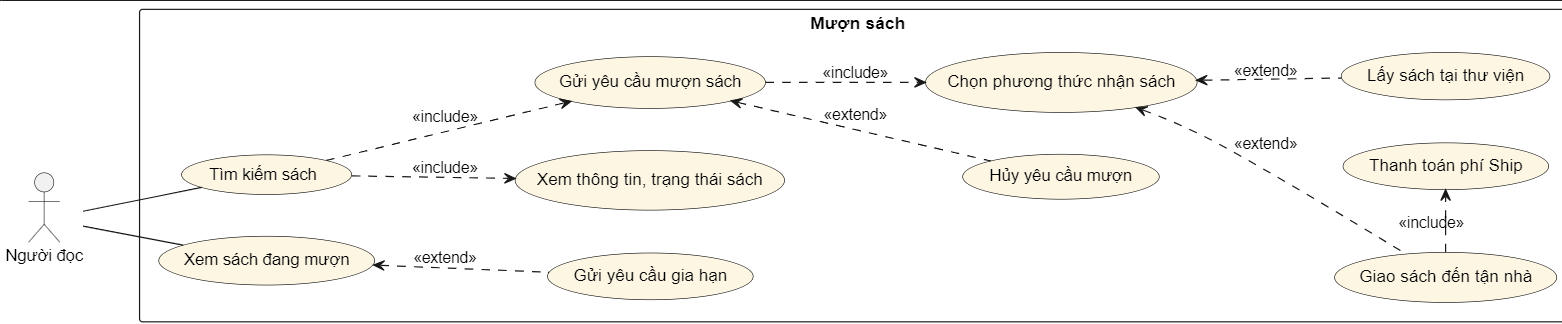 Mượn sách
Gửi yêu cầu mượn sách
«include»
Chọn phương thức nhận sách
«extend»
Lấy sách tại thư viện
«include»
«extend»
«extend»
Tìm kiếm sách
«include»
Xem thông tin, trạng thái sách
Hủy yêu cầu mượn
Thanh toán phí Ship
«include»
Người đọc
Xem sách đang mượn
«extend»
Gửi yêu cầu gia hạn
Giao sách đến tận nhà